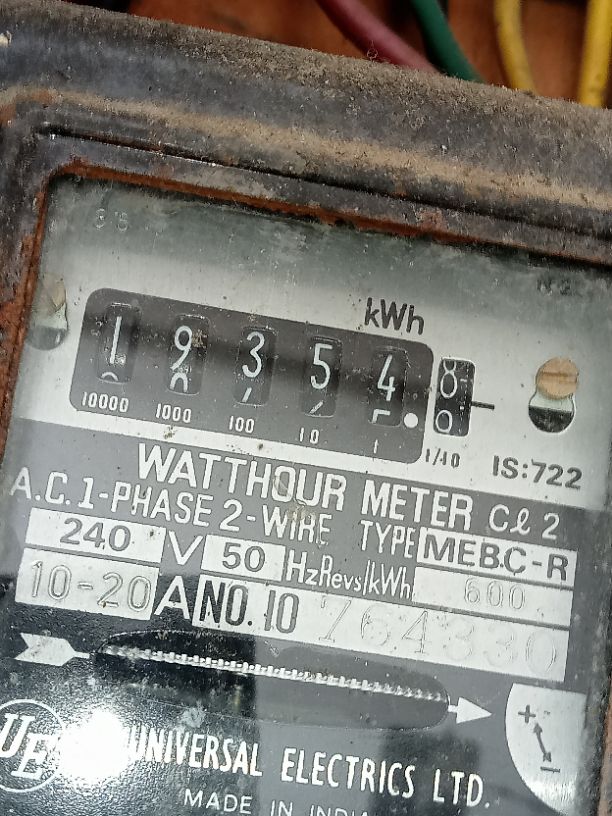 kWh
1 9 3 5 4 . 8
10000 1000 100 10 1 1/10
IS:722
WATTHOUR METER Cl 2
A.C. 1-PHASE 2-WIRE TYPE MEBC-R
240 V 50 Hz Revs/kWh 600
10-20 A NO. 10 764330
UE UNIVERSAL ELECTRICS LTD.
MADE IN INDIA
+
-